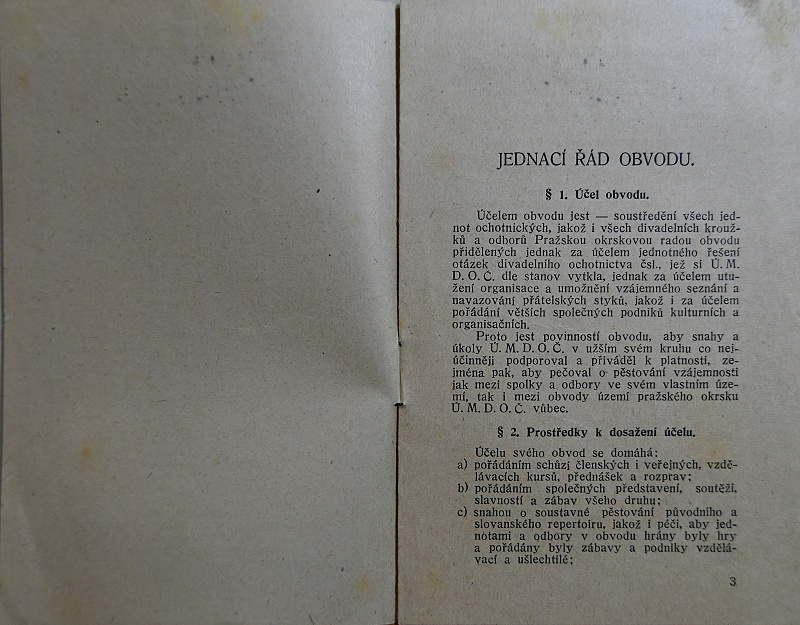 JEDNACÍ ŘÁD OBVODU.
§ 1. Účel obvodu.
Účelem obvodu jest — soustředění všech jed-
not ochotnických, jakož i všech divadelních krouž-
ků a odborů Pražskou okrskovou radou obvodu
přidělených jednak za účelem jednotného řešení
otázek divadelního ochotnictva čsl., jež si Ú. M.
D. O. Č. dle stanov vytkla, jednak za účelem utu-
žení organisace a umožnění vzájemného seznání a
navazování přátelských styků, jakož i za účelem
pořádání větších společných podniků kulturních a
organisačních.
Proto jest povinností obvodu, aby snahy a
úkoly Ú. M. D. O. Č. v užším svém kruhu co nej-
účinněji podporoval a přiváděl k platnosti, ze-
jména pak, aby pečoval o pěstování vzájemnosti
jak mezi spolky a odbory ve svém vlastním úze-
mí, tak i mezi obvody území pražského okrsku
Ú. M. D. O. Č. vůbec.
§ 2. Prostředky k dosažení účelu.
Účelu svého obvod se domáhá:
a) pořádáním schůzí členských i veřejných, vzdě-
lávacích kursů, přednášek a rozprav;
b) pořádáním společných představení, soutěží,
slavností a zábav všeho druhu;
c) snahou o soustavné pěstování původního a
slovanského repertoiru, jakož i péči, aby jed-
notami a odbory v obvodu hrány byly hry
a pořádány byly zábavy a podniky vzdělá-
vací a ušlechtilé;
3